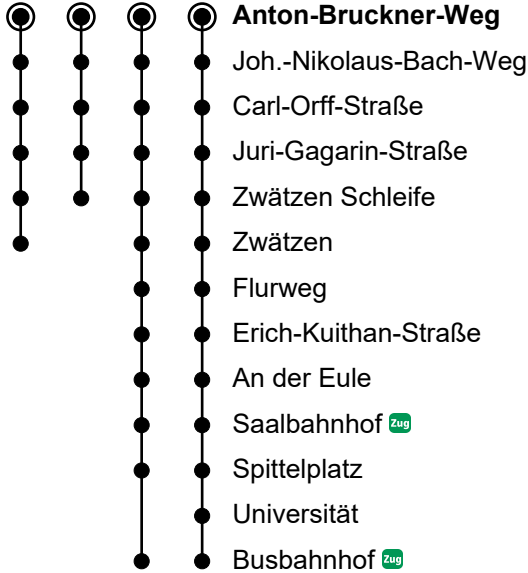 Anton-Bruckner-Weg
Joh.-Nikolaus-Bach-Weg
Carl-Orff-Straße
Juri-Gagarin-Straße
Zwätzen Schleife
Zwätzen
Flurweg
Erich-Kuithan-Straße
An der Eule
Saalbahnhof Zug
Spittelplatz
Universität
Busbahnhof Zug